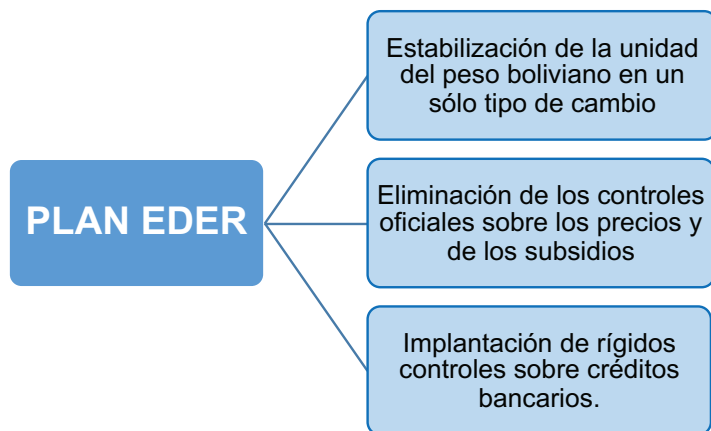 PLAN EDER
Estabilización de la unidad
del peso boliviano en un
sólo tipo de cambio
Eliminación de los controles
oficiales sobre los precios y
de los subsidios
Implantación de rígidos
controles sobre créditos
bancarios.